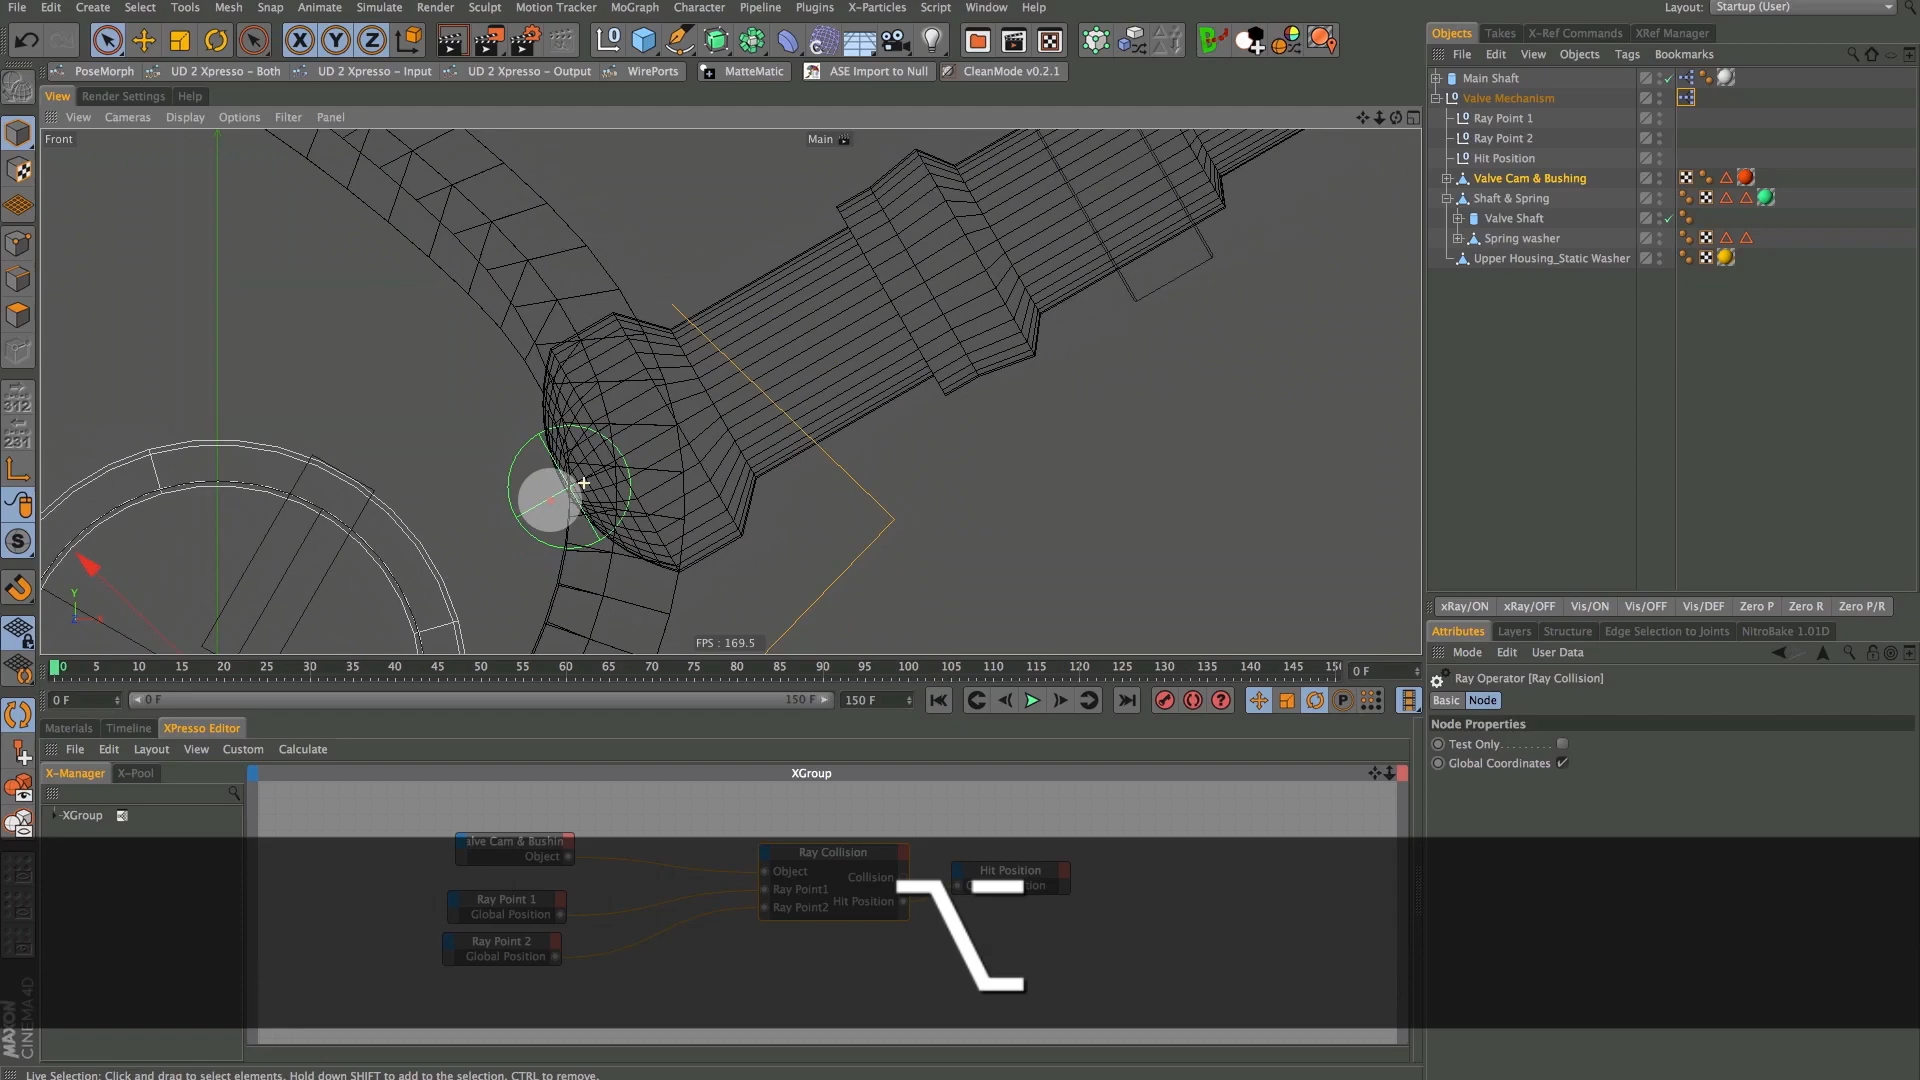 File Edit Create Select Tools Mesh Snap Animate Simulate Render Sculpt Motion Tracker MoGraph Character Pipeline Plugins X-Particles Script Window Help
Layout: Startup (User)
PoseMorph UD 2 Xpresso - Both UD 2 Xpresso - Input UD 2 Xpresso - Output WirePorts MatteMatic ASE Import to Null CleanMode v0.2.1
View Render Settings Help
View Cameras Display Options Filter Panel
Front
Main
X Y Z
FPS : 169.5
Y
0 5 10 15 20 25 30 35 40 45 50 55 60 65 70 75 80 85 90 95 100 105 110 115 120 125 130 135 140 145
0 F
0 F 0 F 150 F 150 F
Materials Timeline XPresso Editor
File Edit Layout View Custom Calculate
X-Manager X-Pool
XGroup
XGroup
alve Cam & Bushin
Object
Ray Point 1
Global Position
Ray Point 2
Global Position
Ray Collision
Object
Ray Point1
Ray Point2
Collision
Hit Position
Hit Position
MAXON
CINEMA 4D
Live Selection: Click and drag to select elements. Hold down SHIFT to add to the selection, CTRL to remove.
Objects Takes X-Ref Commands XRef Manager
File Edit View Objects Tags Bookmarks
Main Shaft
Valve Mechanism
Ray Point 1
Ray Point 2
Hit Position
Valve Cam & Bushing
Shaft & Spring
Valve Shaft
Spring washer
Upper Housing_Static Washer
xRay/ON xRay/OFF Vis/ON Vis/OFF Vis/DEF Zero P Zero R Zero P/R
Attributes Layers Structure Edge Selection to Joints NitroBake 1.01D
Mode Edit User Data
Ray Operator [Ray Collision]
Basic Node
Node Properties
Test Only
Global Coordinates